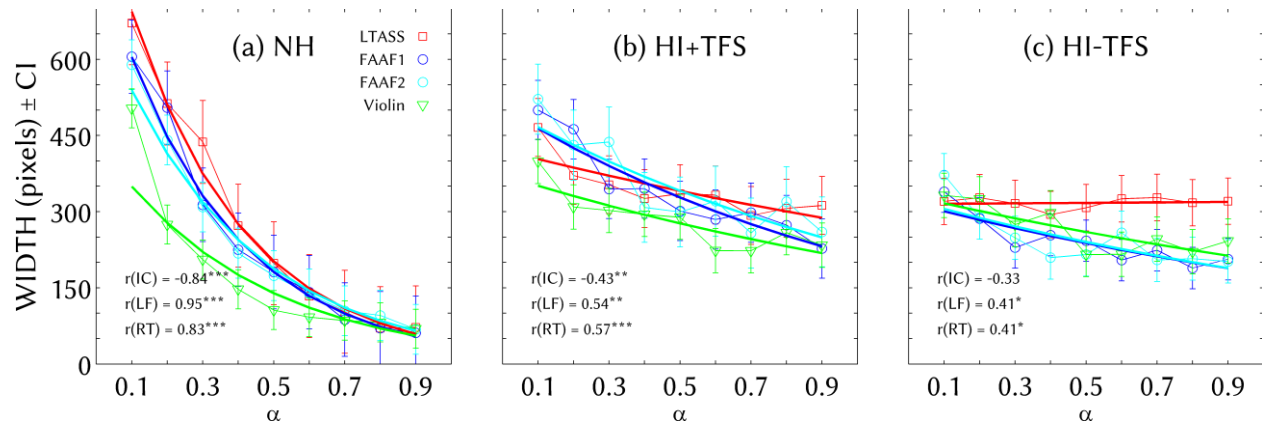 (a) NH
LTASS
FAAF1
FAAF2
Violin
(b) HI+TFS
(c) HI-TFS
WIDTH (pixels) ± CI
600
450
300
150
0
r(IC) = -0.84***
r(LF) = 0.95***
r(RT) = 0.83***
r(IC) = -0.43**
r(LF) = 0.54**
r(RT) = 0.57***
r(IC) = -0.33
r(LF) = 0.41*
r(RT) = 0.41*
0.1 0.3 0.5 0.7 0.9
0.1 0.3 0.5 0.7 0.9
0.1 0.3 0.5 0.7 0.9
α
α
α